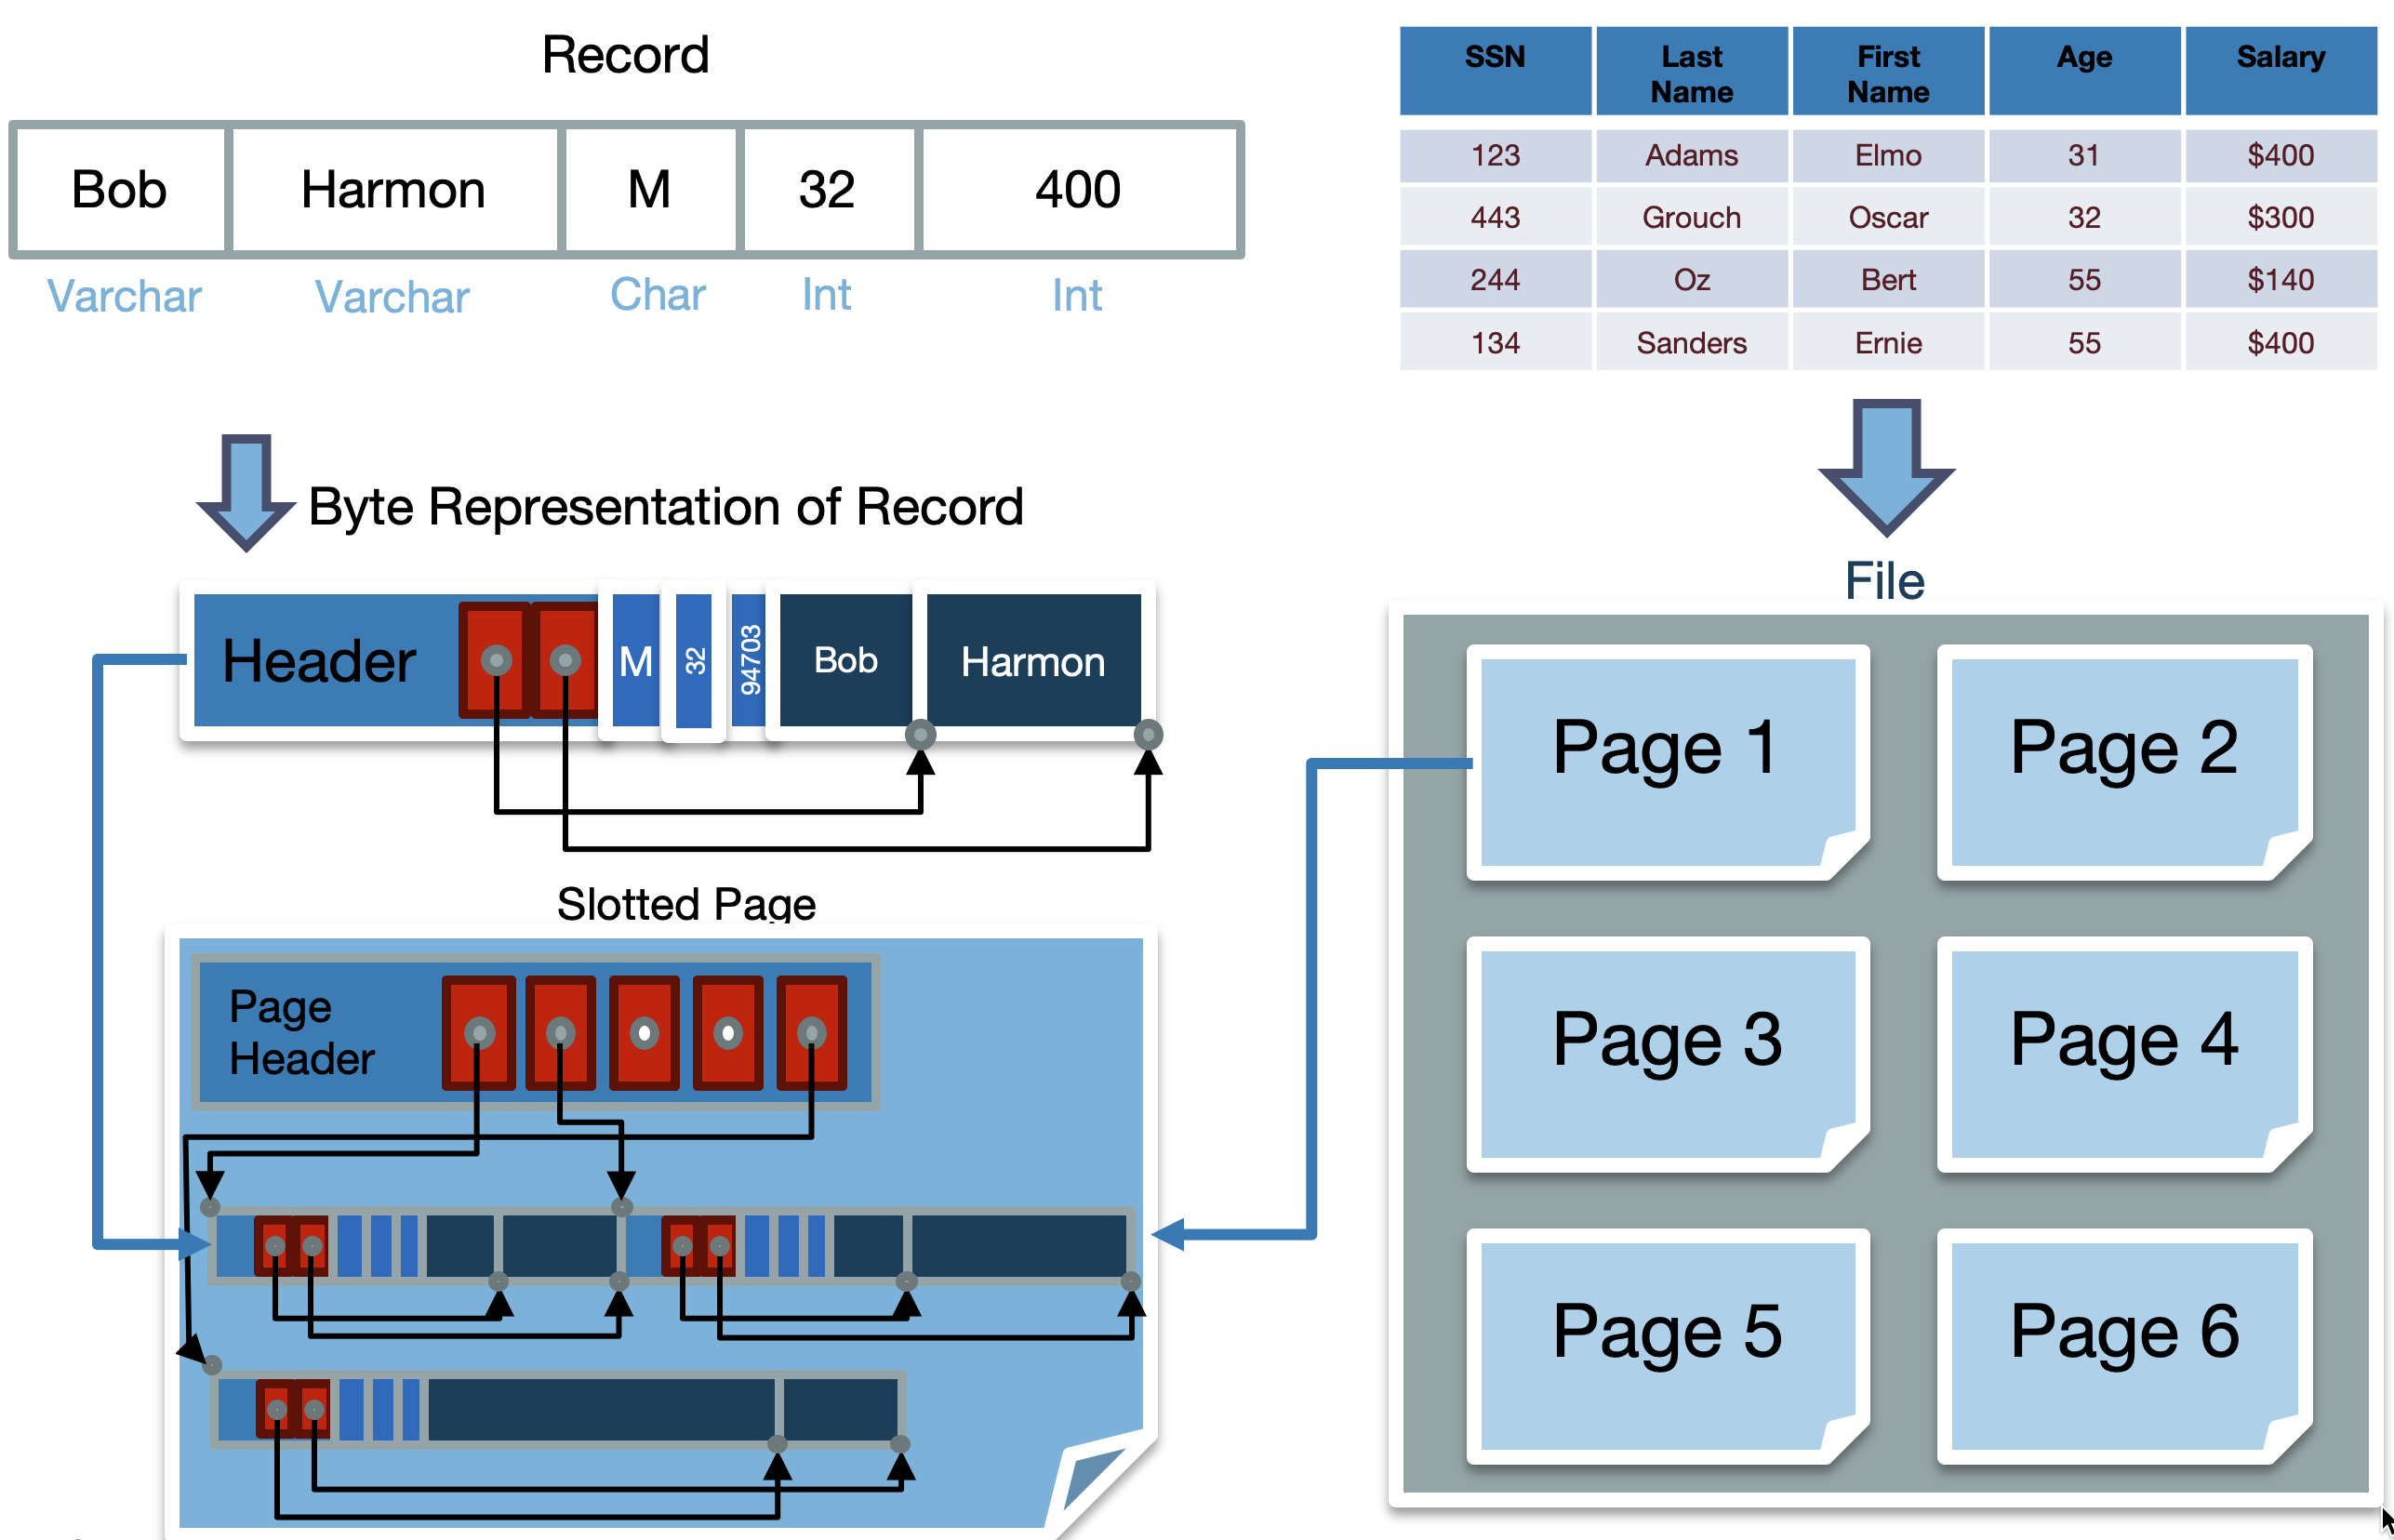 Record
Bob Harmon M 32 400
Varchar Varchar Char Int Int
SSN Last Name First Name Age Salary
123 Adams Elmo 31 $400
443 Grouch Oscar 32 $300
244 Oz Bert 55 $140
134 Sanders Ernie 55 $400
Byte Representation of Record
Header M 32 94703 Bob Harmon
Slotted Page
Page
Header
File
Page 1 Page 2
Page 3 Page 4
Page 5 Page 6